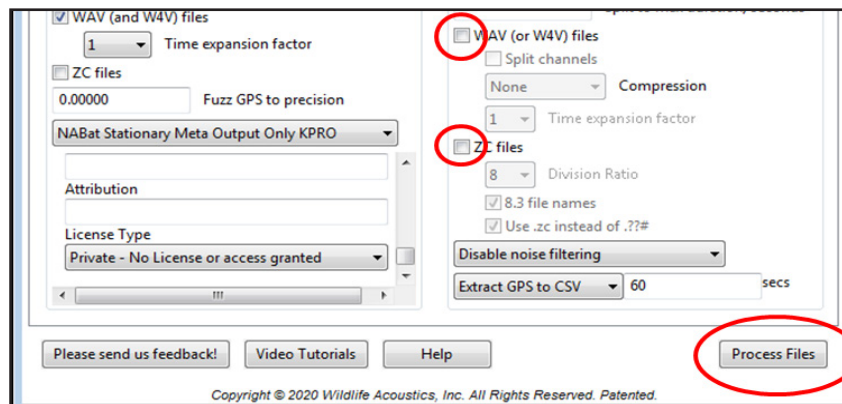 WAV (and W4V) files
1 Time expansion factor
ZC files
0.00000 Fuzz GPS to precision
NABat Stationary Meta Output Only KPRO
Attribution
License Type
Private - No License or access granted
WAV (or W4V) files
Split channels
None Compression
1 Time expansion factor
ZC files
8 Division Ratio
8.3 file names
Use .zc instead of .??#
Disable noise filtering
Extract GPS to CSV 60 secs
Please send us feedback! Video Tutorials Help Process Files
Copyright © 2020 Wildlife Acoustics, Inc. All Rights Reserved. Patented.